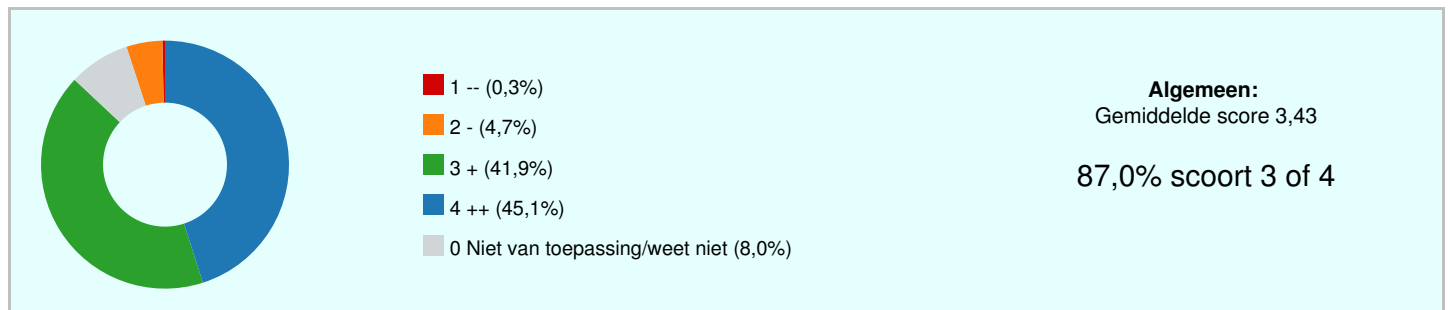 1 -- (0,3%)
2 - (4,7%)
3 + (41,9%)
4 ++ (45,1%)
0 Niet van toepassing/weet niet (8,0%)
Algemeen:
Gemiddelde score 3,43
87,0% scoort 3 of 4